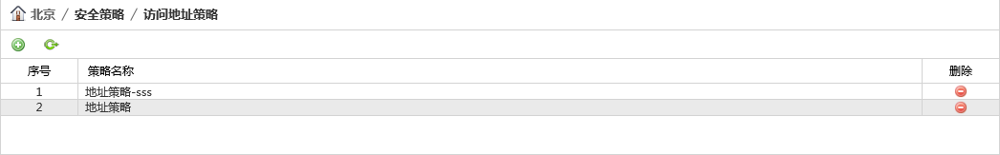 北京 / 安全策略 / 访问地址策略
序号 策略名称 删除
1 地址策略-sss
2 地址策略